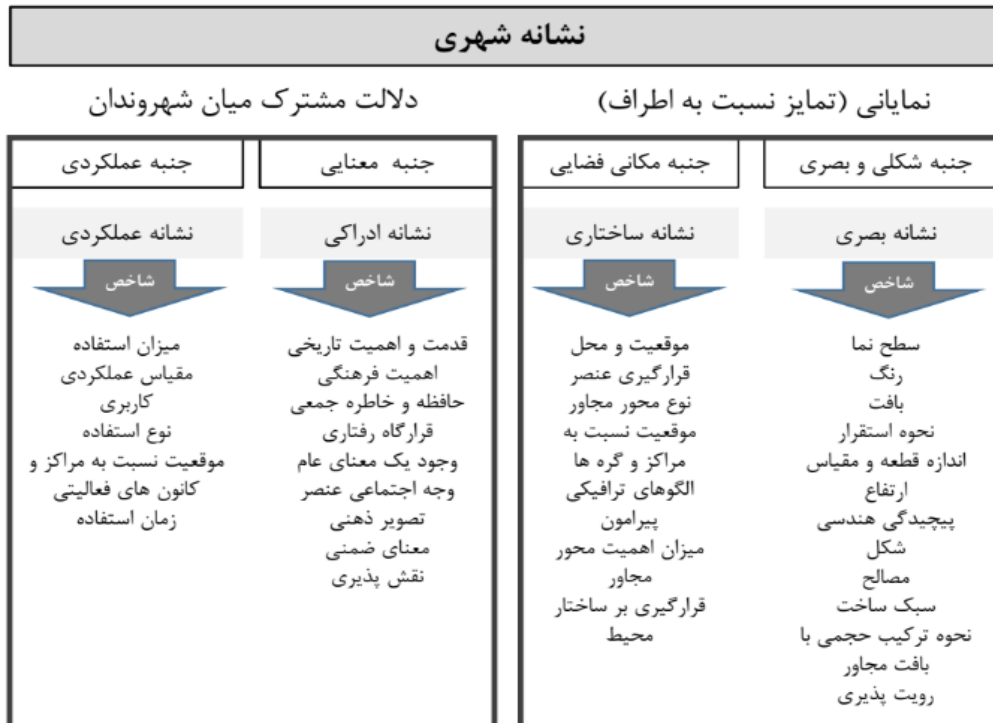 نشانه شهری
نمایانی (تمایز نسبت به اطراف)
دلالت مشترک میان شهروندان
جنبه شکلی و بصری
جنبه مکانی فضایی
جنبه معنایی
جنبه عملکردی
نشانه بصری
نشانه ساختاری
نشانه ادراکی
نشانه عملکردی
شاخص
شاخص
شاخص
شاخص
سطح نما
رنگ
بافت
نحوه استقرار
اندازه قطعه و مقیاس
ارتفاع
پیچیدگی هندسی
شکل
مصالح
سبک ساخت
نحوه ترکیب حجمی با
بافت مجاور
رویت پذیری
موقعیت و محل
قرارگیری عنصر
نوع محور مجاور
موقعیت نسبت به
مراکز و گره ها
الگوهای ترافیکی
پیرامون
میزان اهمیت محور
مجاور
قرارگیری بر ساختار
محیط
قدمت و اهمیت تاریخی
اهمیت فرهنگی
حافظه و خاطره جمعی
قرارگاه رفتاری
وجود یک معنای عام
وجه اجتماعی عنصر
تصویر ذهنی
معنای ضمنی
نقش پذیری
میزان استفاده
مقیاس عملکردی
کاربری
نوع استفاده
موقعیت نسبت به مراکز و
کانون های فعالیتی
زمان استفاده